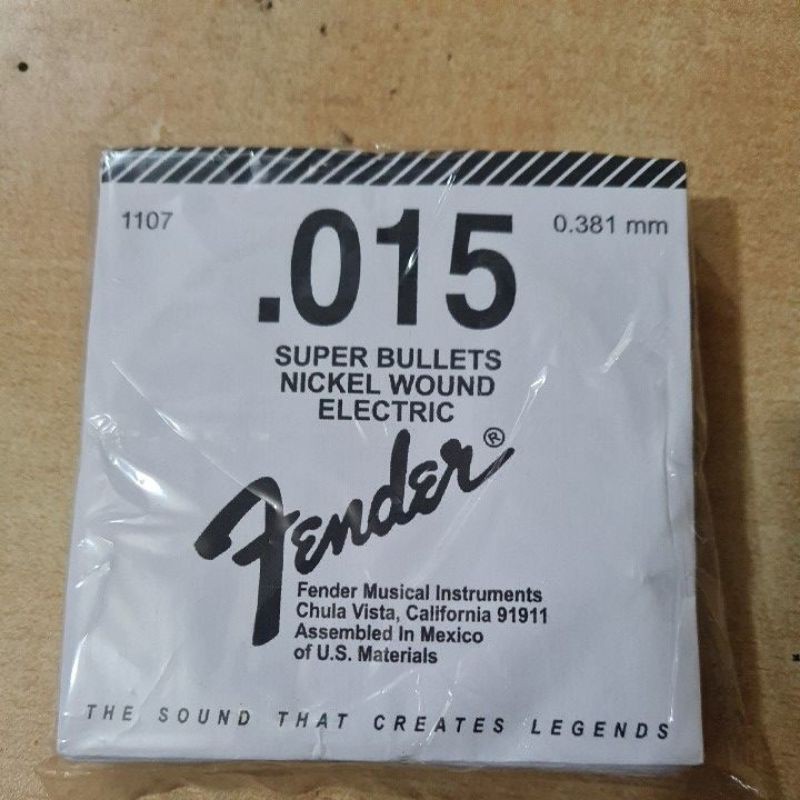 1107
.015
0.381 mm
SUPER BULLETS
NICKEL WOUND
ELECTRIC
Fender®
Fender Musical Instruments
Chula Vista, California 91911
Assembled In Mexico
of U.S. Materials
THE SOUND THAT CREATES LEGENDS